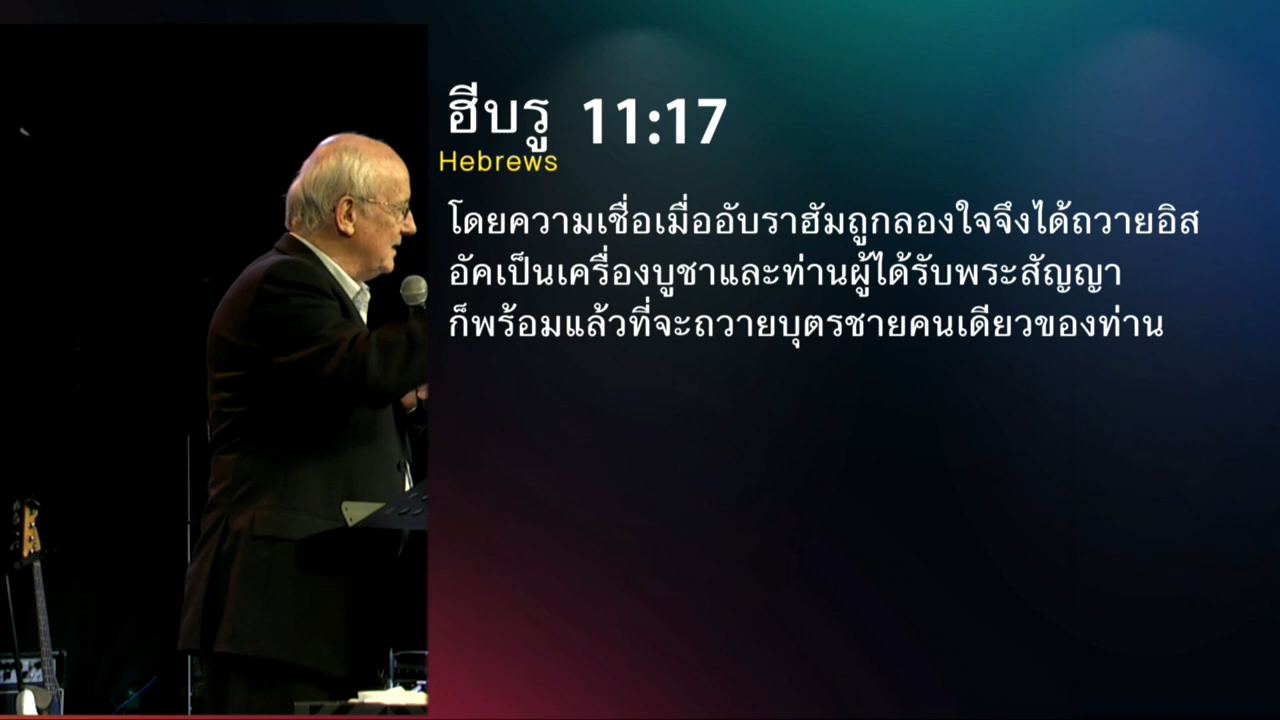 ฮีบรู 11:17
Hebrews
โดยความเชื่อเมื่ออับราฮัมถูกลองใจจึงได้ถวายอิส
อัคเป็นเครื่องบูชาและท่านผู้ได้รับพระสัญญา
ก็พร้อมแล้วที่จะถวายบุตรชายคนเดียวของท่าน